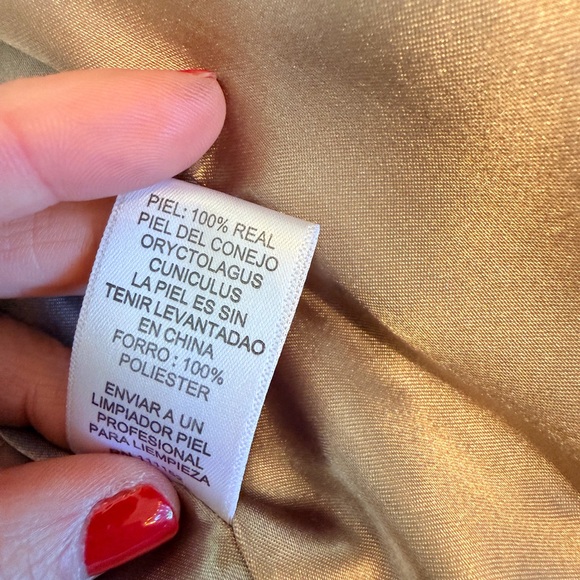 PIEL: 100% REAL
PIEL DEL CONEJO
ORYCTOLAGUS
CUNICULUS
LA PIEL ES SIN
TENIR LEVANTADAO
EN CHINA
FORRO : 100%
POLIESTER
ENVIAR A UN
LIMPIADOR PIEL
PROFESIONAL
PARA LIEMPIEZA